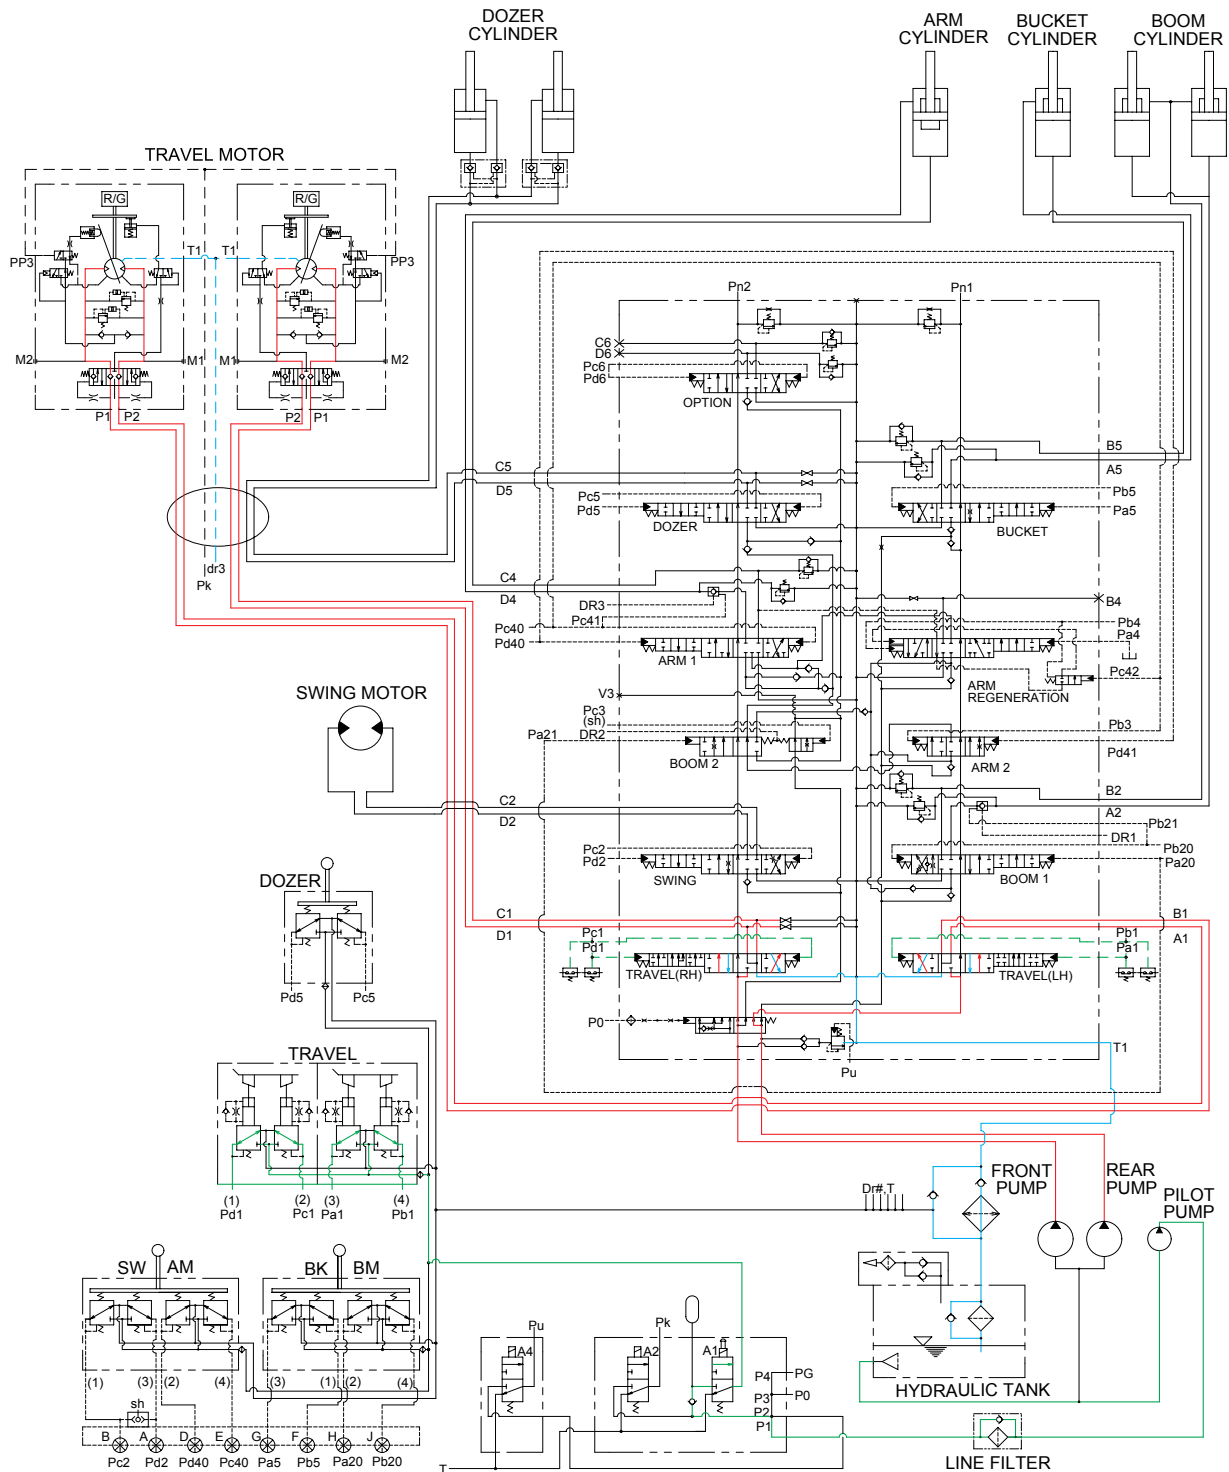 DOZER
CYLINDER
ARM
CYLINDER
BUCKET
CYLINDER
BOOM
CYLINDER
TRAVEL MOTOR
R/G
R/G
T1
T1
PP3
PP3
M2
M1
M1
M2
P1
P2
P2
P1
dr3
Pk
Pn2
Pn1
C6
D6
Pc6
Pd6
OPTION
B5
A5
C5
D5
Pc5
Pd5
DOZER
Pb5
Pa5
BUCKET
C4
D4
DR3
Pc41
Pc40
Pd40
ARM 1
B4
Pb4
Pa4
Pc42
ARM
REGENERATION
SWING MOTOR
V3
Pc3
(sh)
DR2
Pa21
BOOM 2
Pb3
Pd41
ARM 2
C2
D2
B2
A2
Pb21
DR1
Pc2
Pd2
SWING
Pb20
Pa20
BOOM 1
DOZER
Pd5
Pc5
C1
D1
B1
A1
Pc1
Pd1
TRAVEL(RH)
Pb1
Pa1
TRAVEL(LH)
P0
Pu
T1
TRAVEL
(1)
Pd1
(2)
Pc1
(3)
Pa1
(4)
Pb1
Dr#,T
FRONT
PUMP
REAR
PUMP
PILOT
PUMP
SW
AM
BK
BM
(1)
(3)
(2)
(4)
(3)
(1)
(2)
(4)
sh
B
A
D
E
G
F
H
J
Pc2
Pd2
Pd40
Pc40
Pa5
Pb5
Pa20
Pb20
Pu
A4
Pk
A2
A1
P4
PG
P3
P0
P2
P1
T
HYDRAULIC TANK
LINE FILTER